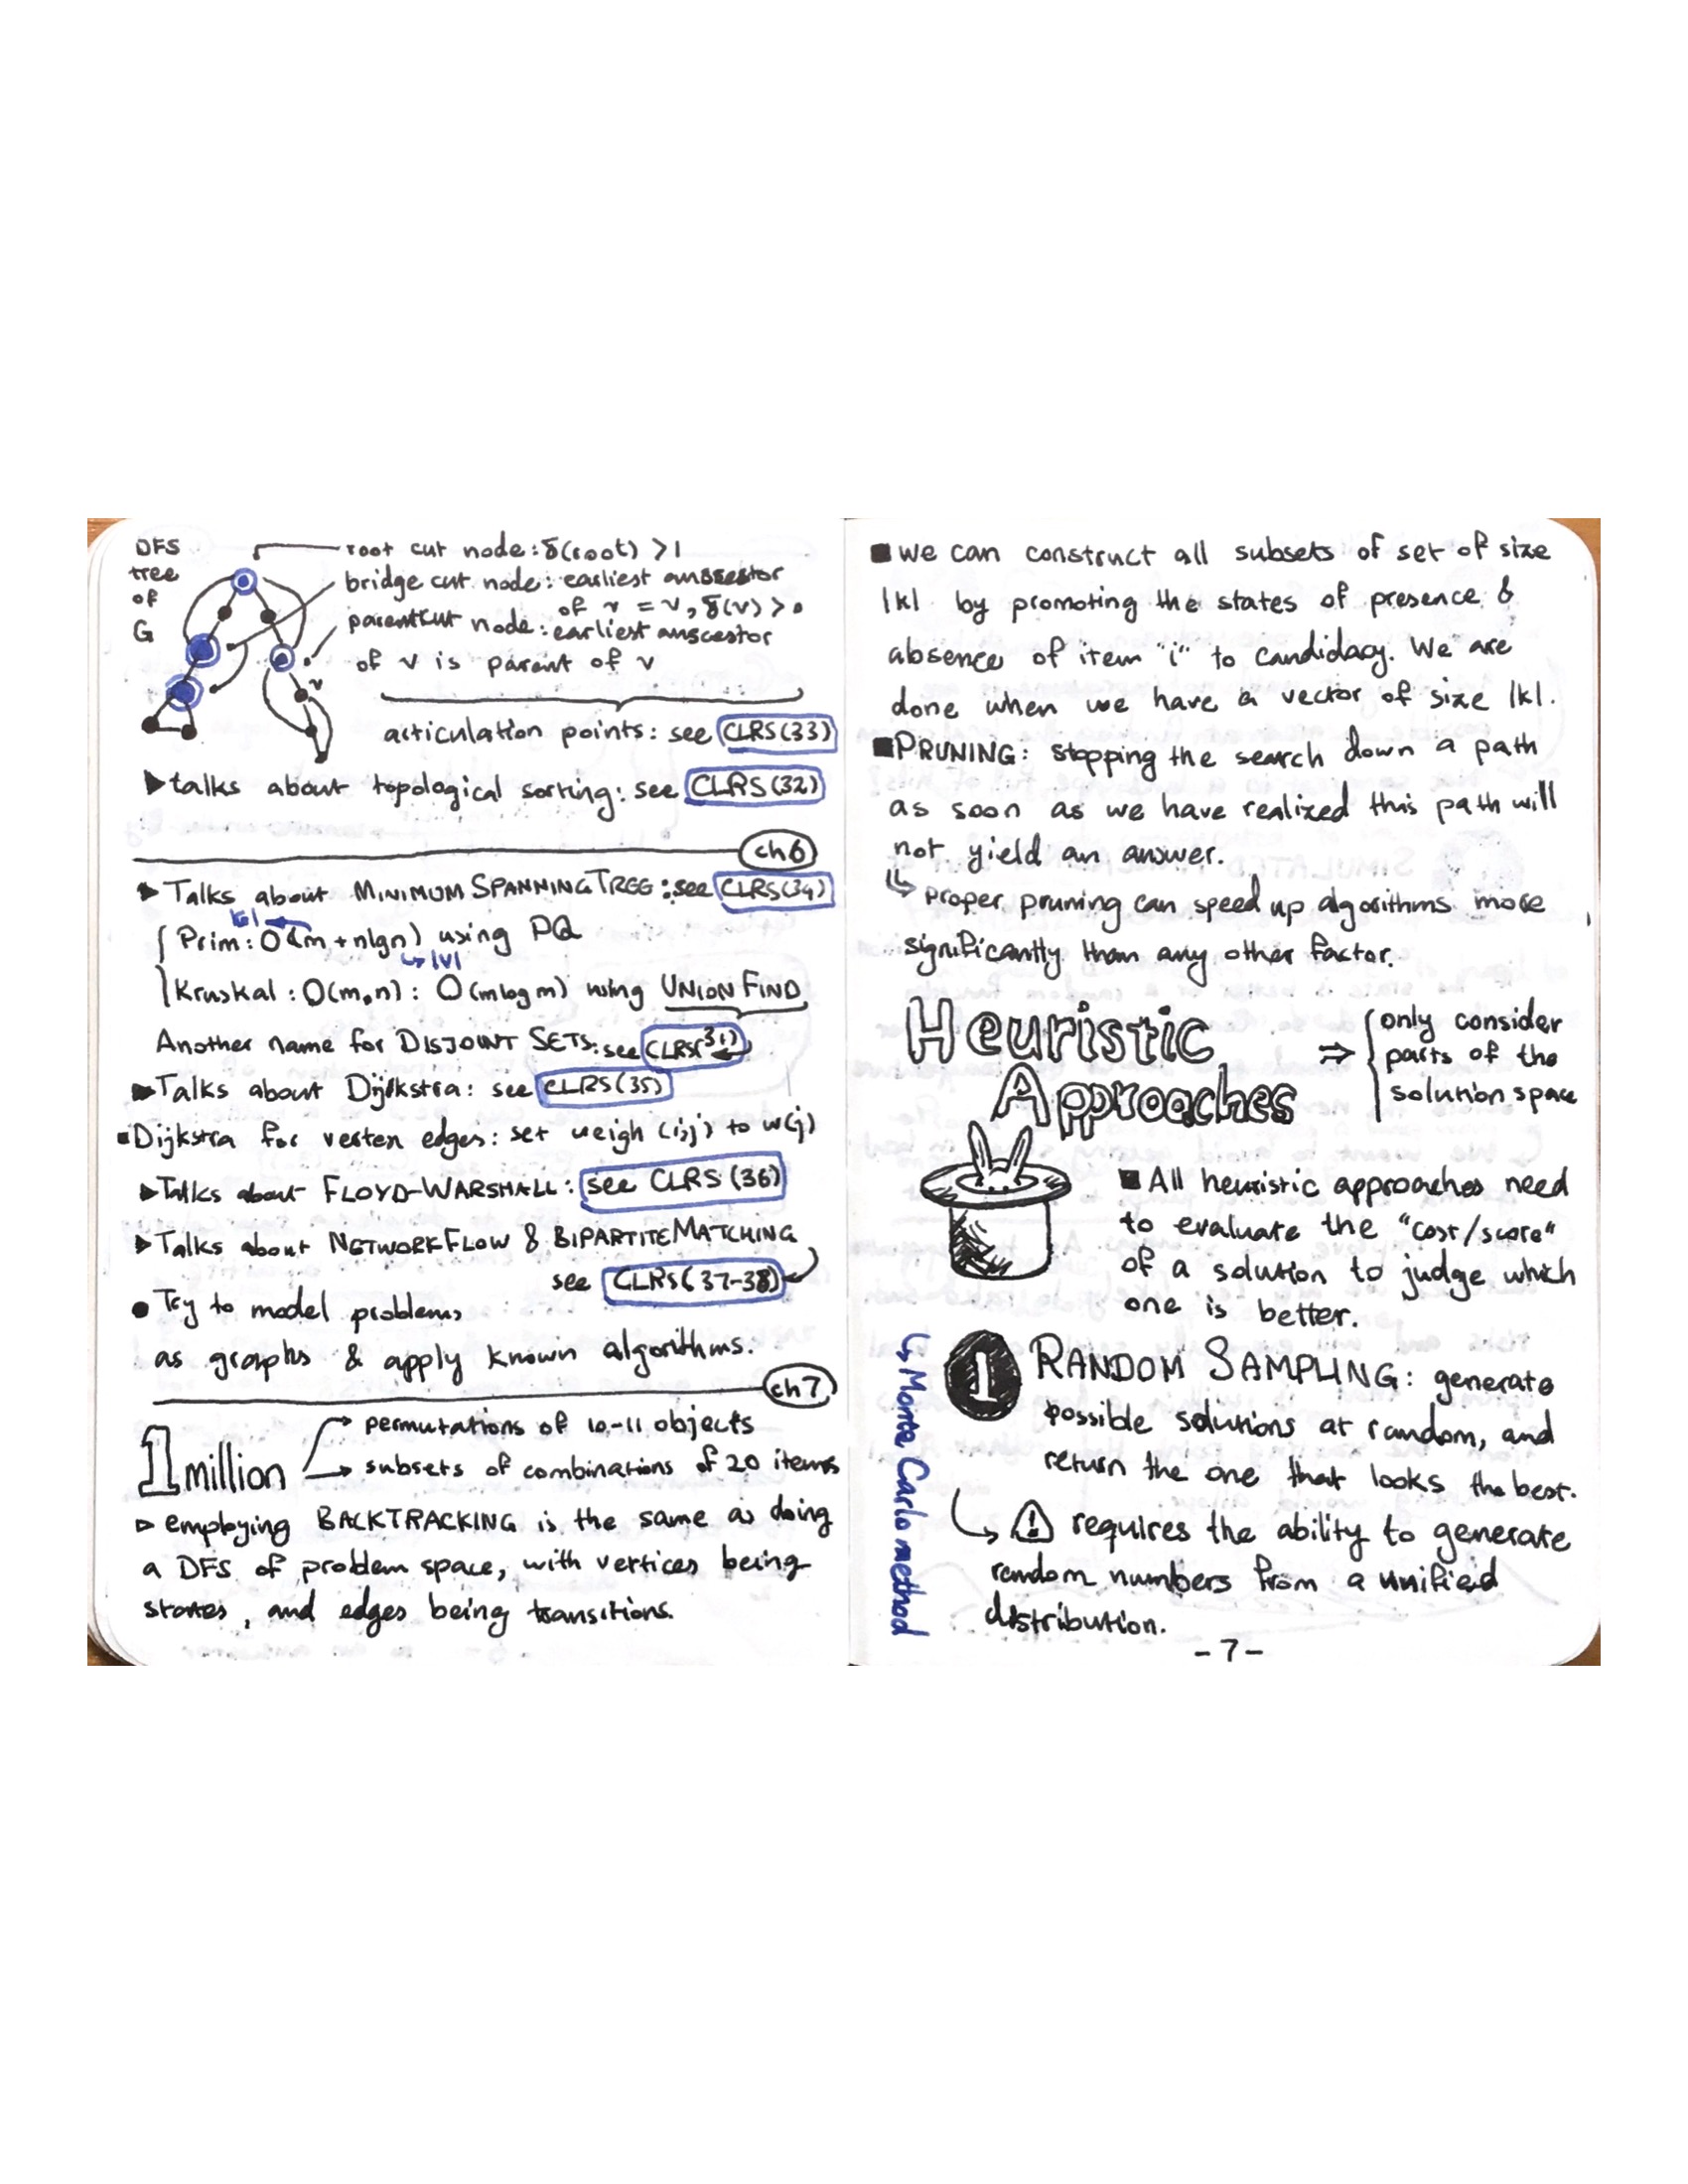 DFS
tree
of
G
root cut node: δ(root) >1
bridge cut node: earliest anscestor
of v = v, δ(v) > 0
parentcut node: earliest anscestor
of v is parent of v
v
articulation points: see CLRS(33)
▶ talks about topological sorting: see CLRS(32)
ch6
▶ Talks about MINIMUM SPANNING TREE: see CLRS(34)
|E|
Prim: O(m + nlgn) using PQ
↳ |V|
Kruskal: O(m,n): O(mlogm) using UNION FIND
Another name for DISJOINT SETS: see CLRS(31)
▶ Talks about Dijkstra: see CLRS(35)
▪ Dijkstra for vertex edges: set weigh (i,j) to w(j)
▶ Talks about FLOYD-WARSHALL: see CLRS (36)
▶ Talks about NETWORK FLOW & BIPARTITE MATCHING
see CLRS(37-38)
● Try to model problems
as graphs & apply known algorithms.
ch7
1 million
permutations of 10-11 objects
subsets of combinations of 20 items
▷ employing BACKTRACKING is the same as doing
a DFS of problem space, with vertices being
states, and edges being transitions.
■ we can construct all subsets of set of size
|k| by promoting the states of presence &
absence of item "i" to candidacy. We are
done when we have a vector of size |k|.
■ PRUNING: stopping the search down a path
as soon as we have realized this path will
not yield an answer.
↳ proper pruning can speed up algorithms more
significantly than any other factor.
Heuristic
Approaches
⇒ only consider
parts of the
solution space
■ All heuristic approaches need
to evaluate the "cost/score"
of a solution to judge which
one is better.
1 RANDOM SAMPLING: generate
possible solutions at random, and
return the one that looks the best.
↳ ⚠ requires the ability to generate
random numbers from a unified
distribution.
↳ Monte Carlo method
- 7 -